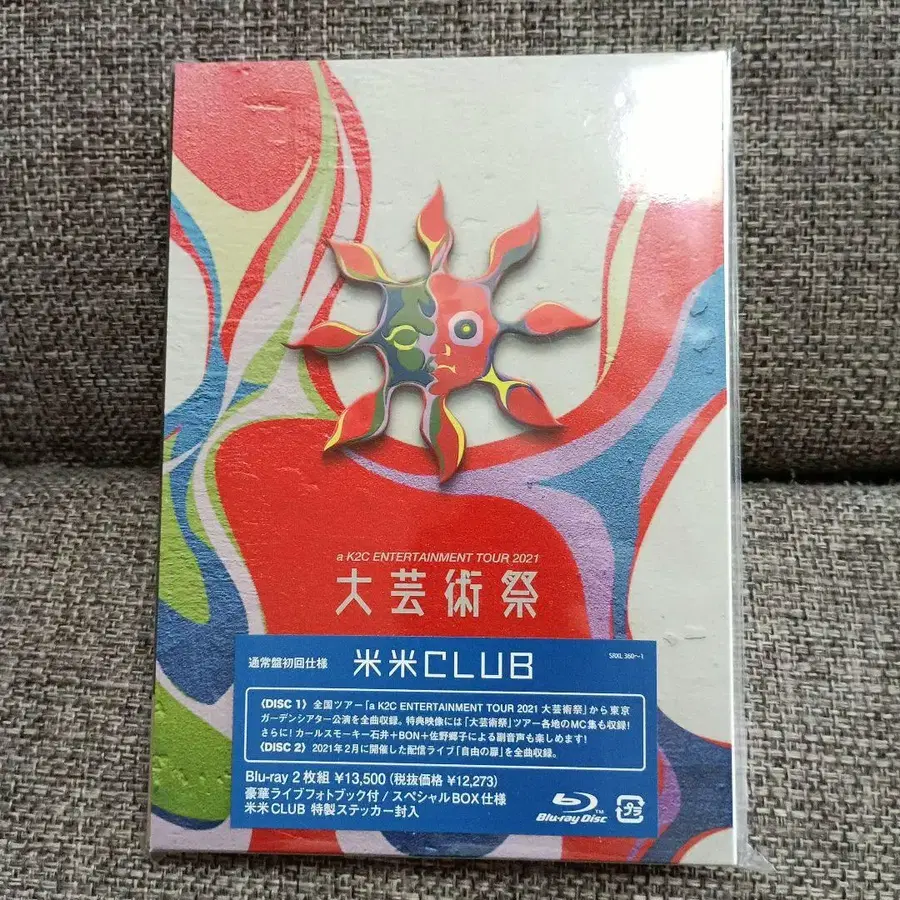 a K2C ENTERTAINMENT TOUR 2021
大芸術祭
通常盤初回仕様 米米CLUB SRXL 360〜1
〈DISC 1〉全国ツアー「a K2C ENTERTAINMENT TOUR 2021 大芸術祭」から東京
ガーデンシアター公演を全曲収録。特典映像には「大芸術祭」ツアー各地のMC集も収録!
さらに! カールスモーキー石井+BON+佐野郷子による副音声も楽しめます!
〈DISC 2〉2021年2月に開催した配信ライブ「自由の扉」を全曲収録。
Blu-ray 2枚組 ¥13,500(税抜価格 ¥12,273)
豪華ライブフォトブック付 / スペシャルBOX仕様
米米CLUB 特製ステッカー封入
Blu-ray Disc
プラ